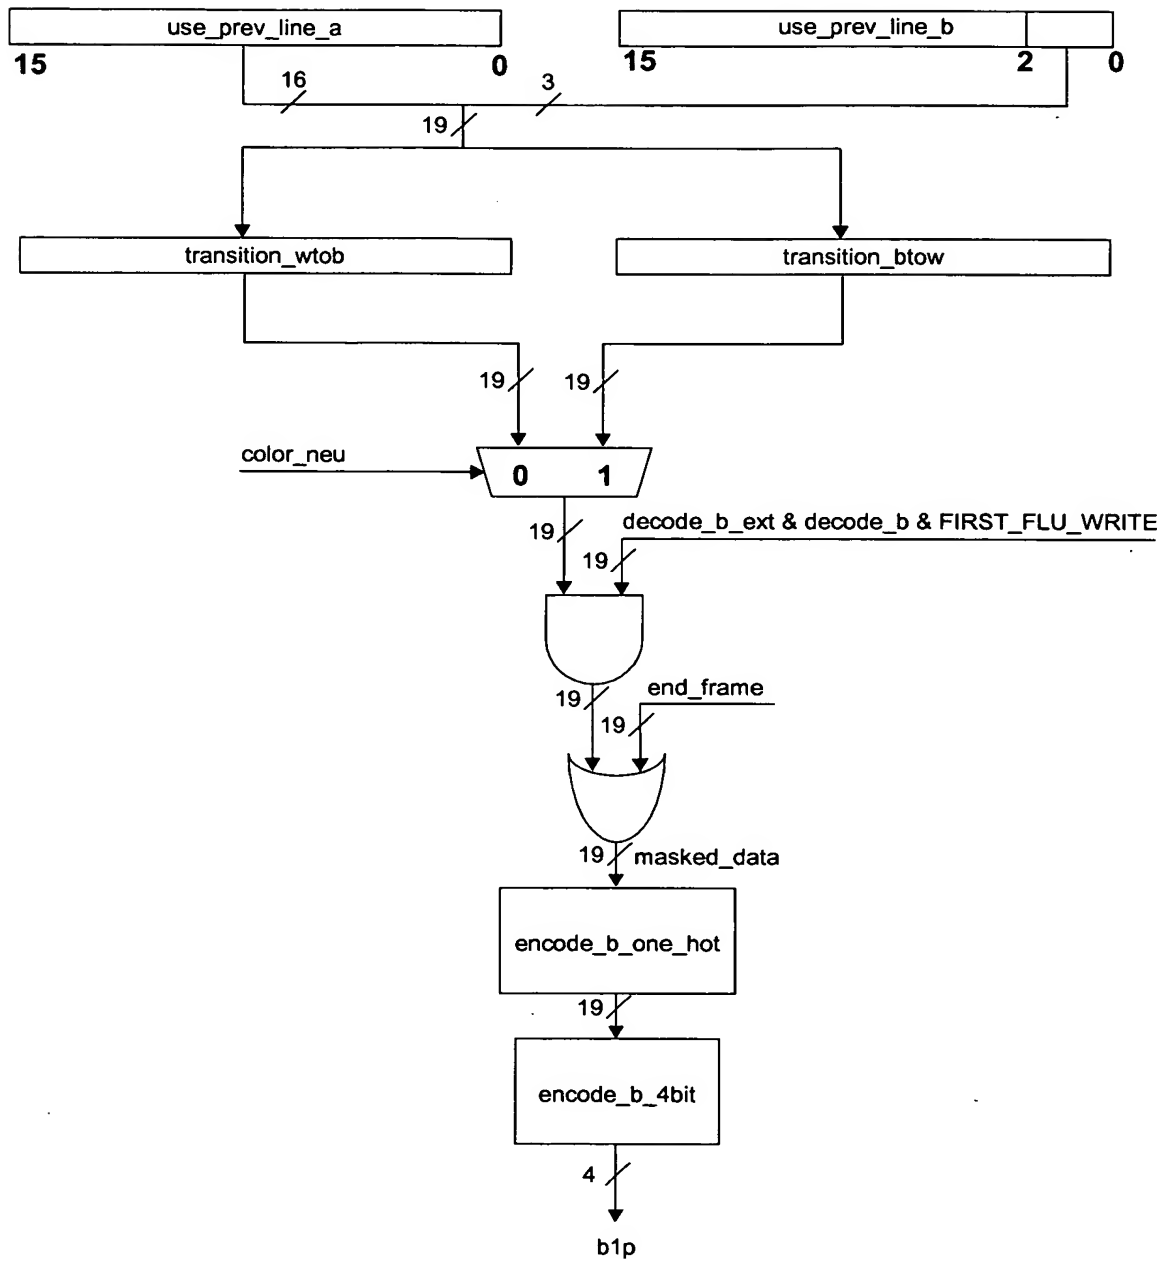 use_prev_line_a
use_prev_line_b
15
0
15
2
0
16
3
19
transition_wtob
transition_btow
19
19
color_neu
0
1
19
decode_b_ext & decode_b & FIRST_FLU_WRITE
19
19
end_frame
19
19
masked_data
encode_b_one_hot
19
encode_b_4bit
4
b1p